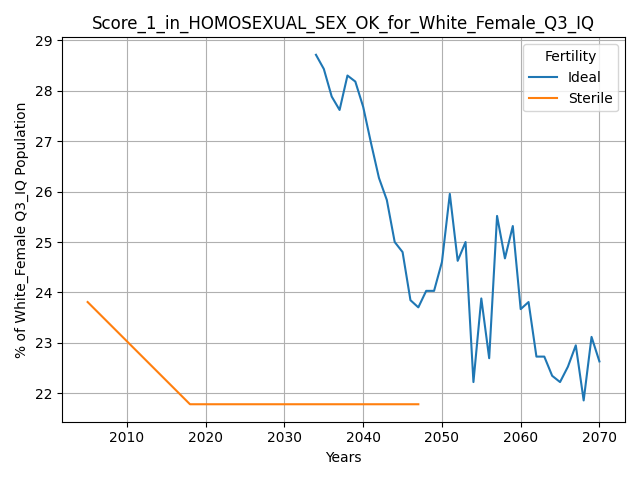 Score_1_in_HOMOSEXUAL_SEX_OK_for_White_Female_Q3_IQ
% of White_Female Q3_IQ Population
29
28
27
26
25
24
23
22
Fertility
Ideal
Sterile
2010 2020 2030 2040 2050 2060 2070
Years